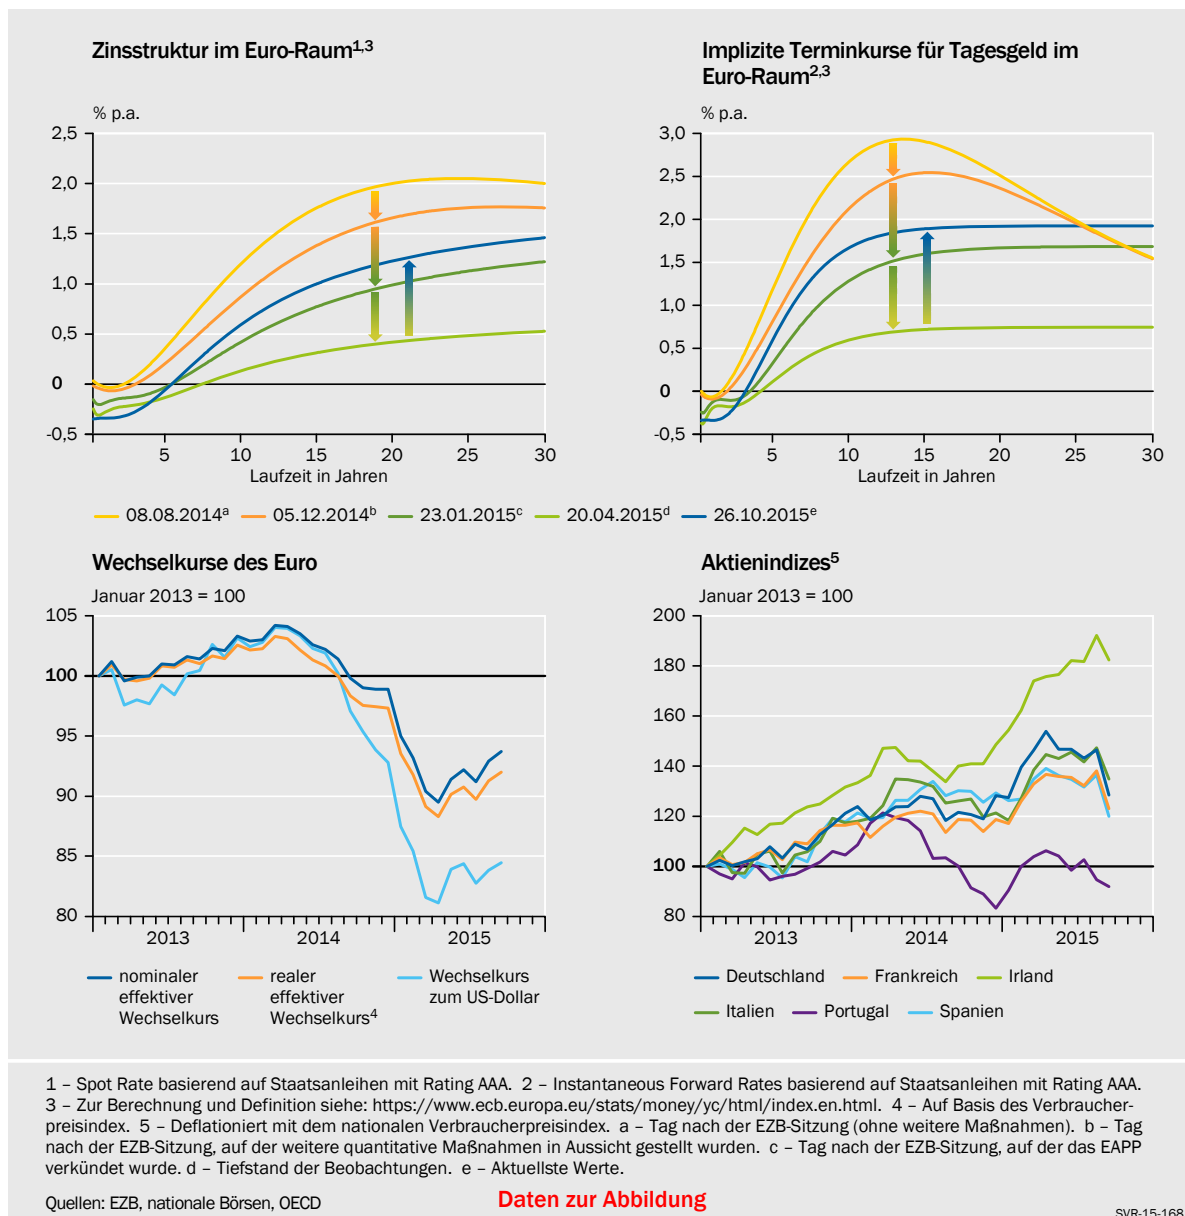 Zinsstruktur im Euro-Raum1,3
% p.a.
2,5
2,0
1,5
1,0
0,5
0
-0,5
5
10
15
20
25
30
Laufzeit in Jahren
Implizite Terminkurse für Tagesgeld im
Euro-Raum2,3
% p.a.
3,0
2,5
2,0
1,5
1,0
0,5
0
-0,5
5
10
15
20
25
30
Laufzeit in Jahren
08.08.2014a
05.12.2014b
23.01.2015c
20.04.2015d
26.10.2015e
Wechselkurse des Euro
Januar 2013 = 100
105
100
95
90
85
80
2013
2014
2015
nominaler
effektiver
Wechselkurs
realer
effektiver
Wechselkurs4
Wechselkurs
zum US-Dollar
Aktienindizes5
Januar 2013 = 100
200
180
160
140
120
100
80
2013
2014
2015
Deutschland
Frankreich
Irland
Italien
Portugal
Spanien
1 – Spot Rate basierend auf Staatsanleihen mit Rating AAA. 2 – Instantaneous Forward Rates basierend auf Staatsanleihen mit Rating AAA.
3 – Zur Berechnung und Definition siehe: https://www.ecb.europa.eu/stats/money/yc/html/index.en.html. 4 – Auf Basis des Verbraucher-
preisindex. 5 – Deflationiert mit dem nationalen Verbraucherpreisindex. a – Tag nach der EZB-Sitzung (ohne weitere Maßnahmen). b – Tag
nach der EZB-Sitzung, auf der weitere quantitative Maßnahmen in Aussicht gestellt wurden. c – Tag nach der EZB-Sitzung, auf der das EAPP
verkündet wurde. d – Tiefstand der Beobachtungen. e – Aktuellste Werte.
Quellen: EZB, nationale Börsen, OECD
Daten zur Abbildung
SVR-15-168